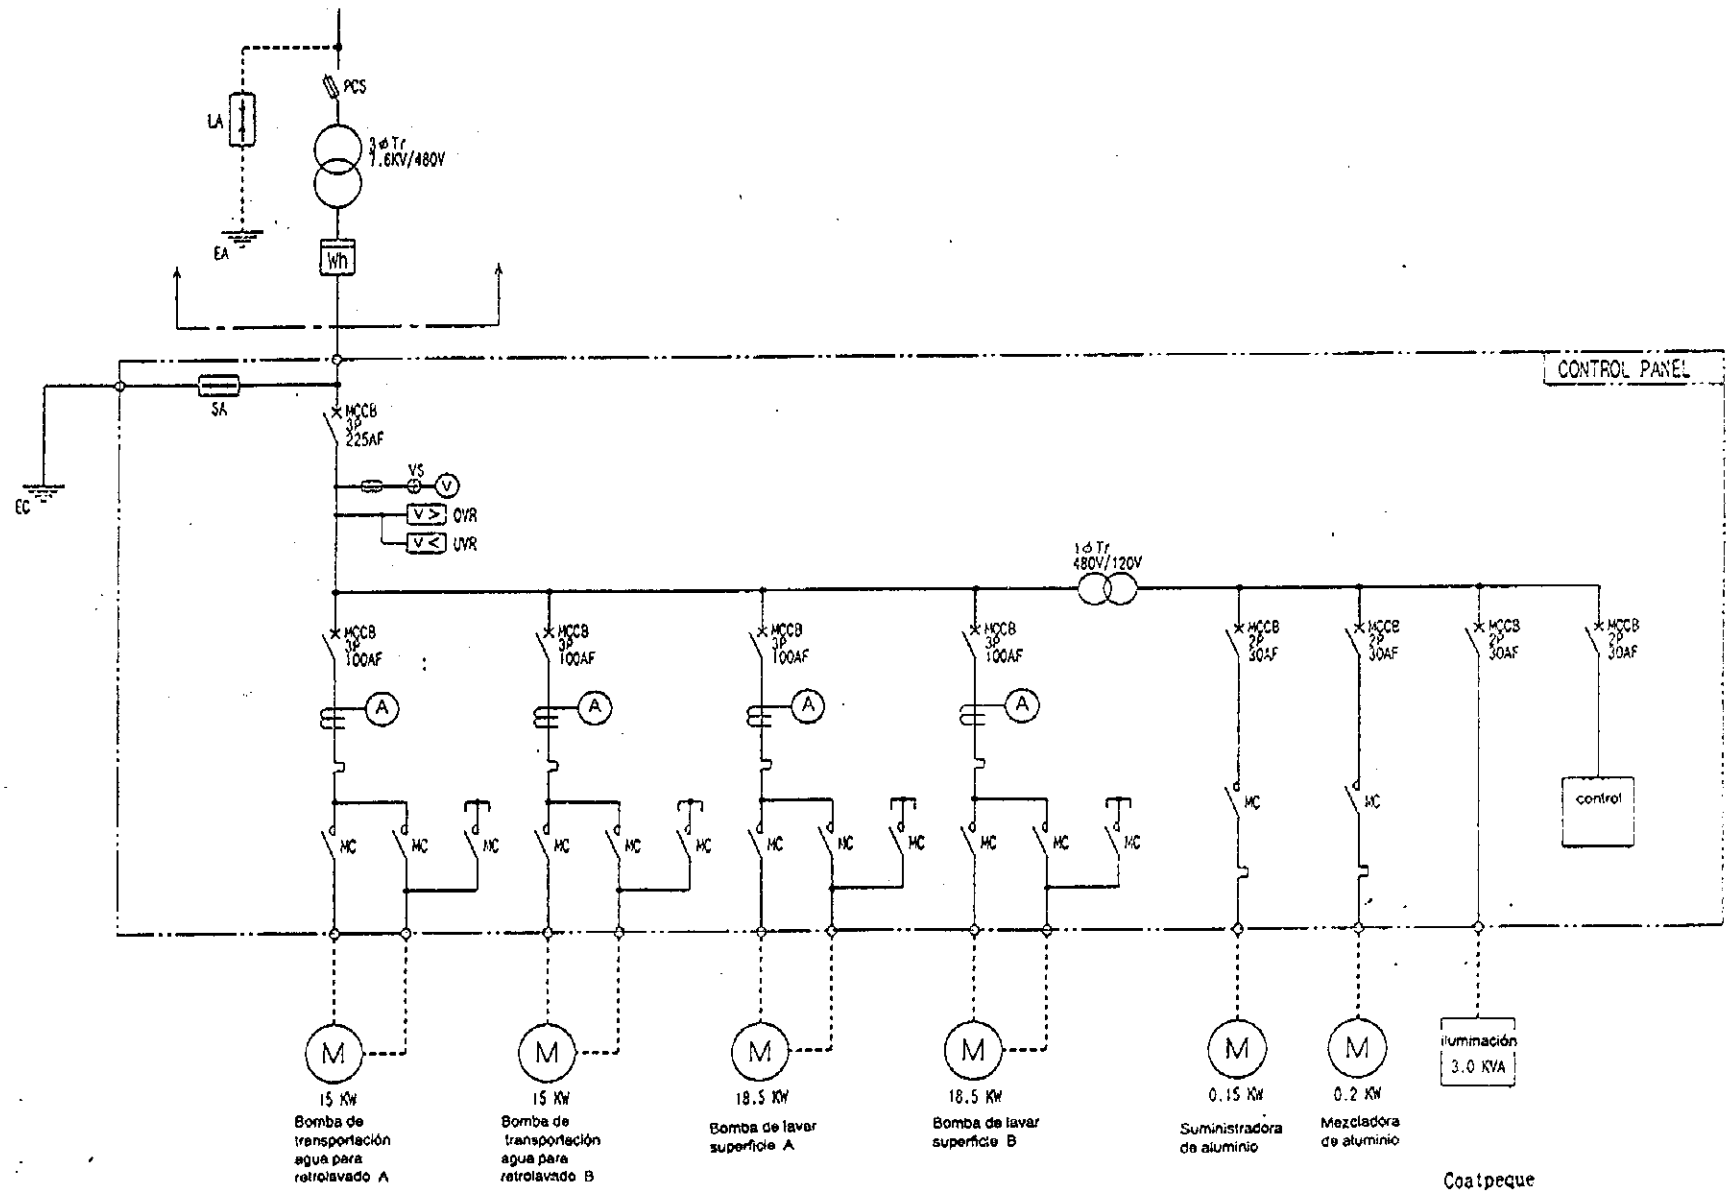 PCS
LA
3φTr
7.6KV/480V
EA
Wh
CONTROL PANEL
SA
MCCB
3P
225AF
EC
VS
V
V > OVR
V < UVR
1φTr
480V/120V
MCCB
3P
100AF
MCCB
3P
100AF
MCCB
3P
100AF
MCCB
3P
100AF
MCCB
2P
30AF
MCCB
2P
30AF
MCCB
2P
30AF
MCCB
2P
30AF
A
A
A
A
control
MC
MC
MC
MC
MC
MC
MC
MC
MC
MC
MC
MC
MC
MC
M
M
M
M
M
M
iluminación
3.0 KVA
15 KW
Bomba de
transportación
agua para
retrolavado A
15 KW
Bomba de
transportación
agua para
retrolavado B
18.5 KW
Bomba de lavar
superficie A
18.5 KW
Bomba de lavar
superficie B
0.15 KW
Suministradora
de aluminio
0.2 KW
Mezcladora
de aluminio
Coatpeque